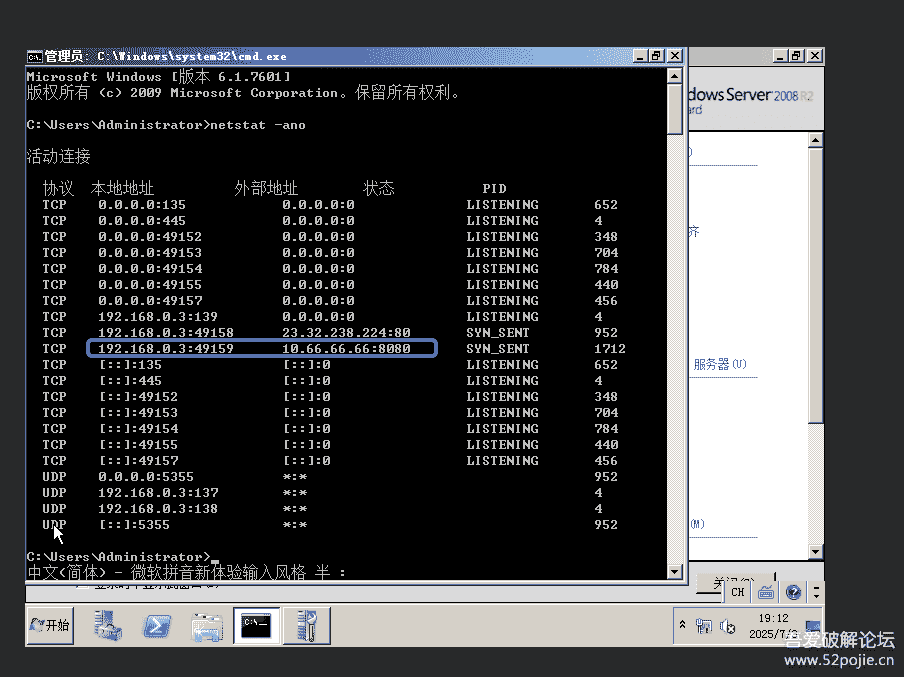 管理员: C:\Windows\system32\cmd.exe
Microsoft Windows [版本 6.1.7601]
版权所有 (c) 2009 Microsoft Corporation。保留所有权利。
C:\Users\Administrator>netstat -ano
活动连接
协议 本地地址 外部地址 状态 PID
TCP 0.0.0.0:135 0.0.0.0:0 LISTENING 652
TCP 0.0.0.0:445 0.0.0.0:0 LISTENING 4
TCP 0.0.0.0:49152 0.0.0.0:0 LISTENING 348
TCP 0.0.0.0:49153 0.0.0.0:0 LISTENING 704
TCP 0.0.0.0:49154 0.0.0.0:0 LISTENING 784
TCP 0.0.0.0:49155 0.0.0.0:0 LISTENING 440
TCP 0.0.0.0:49157 0.0.0.0:0 LISTENING 456
TCP 192.168.0.3:139 0.0.0.0:0 LISTENING 4
TCP 192.168.0.3:49158 23.32.238.224:80 SYN_SENT 952
TCP 192.168.0.3:49159 10.66.66.66:8080 SYN_SENT 1712
TCP [::]:135 [::]:0 LISTENING 652
TCP [::]:445 [::]:0 LISTENING 4
TCP [::]:49152 [::]:0 LISTENING 348
TCP [::]:49153 [::]:0 LISTENING 704
TCP [::]:49154 [::]:0 LISTENING 784
TCP [::]:49155 [::]:0 LISTENING 440
TCP [::]:49157 [::]:0 LISTENING 456
UDP 0.0.0.0:5355 *:* 952
UDP 192.168.0.3:137 *:* 4
UDP 192.168.0.3:138 *:* 4
UDP [::]:5355 *:* 952
C:\Users\Administrator>_
中文(简体) - 微软拼音新体验输入风格 半 :
dows Server 2008 R2
ard
)
齐
服务器(U)
(M)
CH
开始
19:12
2025/7/
吾爱破解论坛
www.52pojie.cn